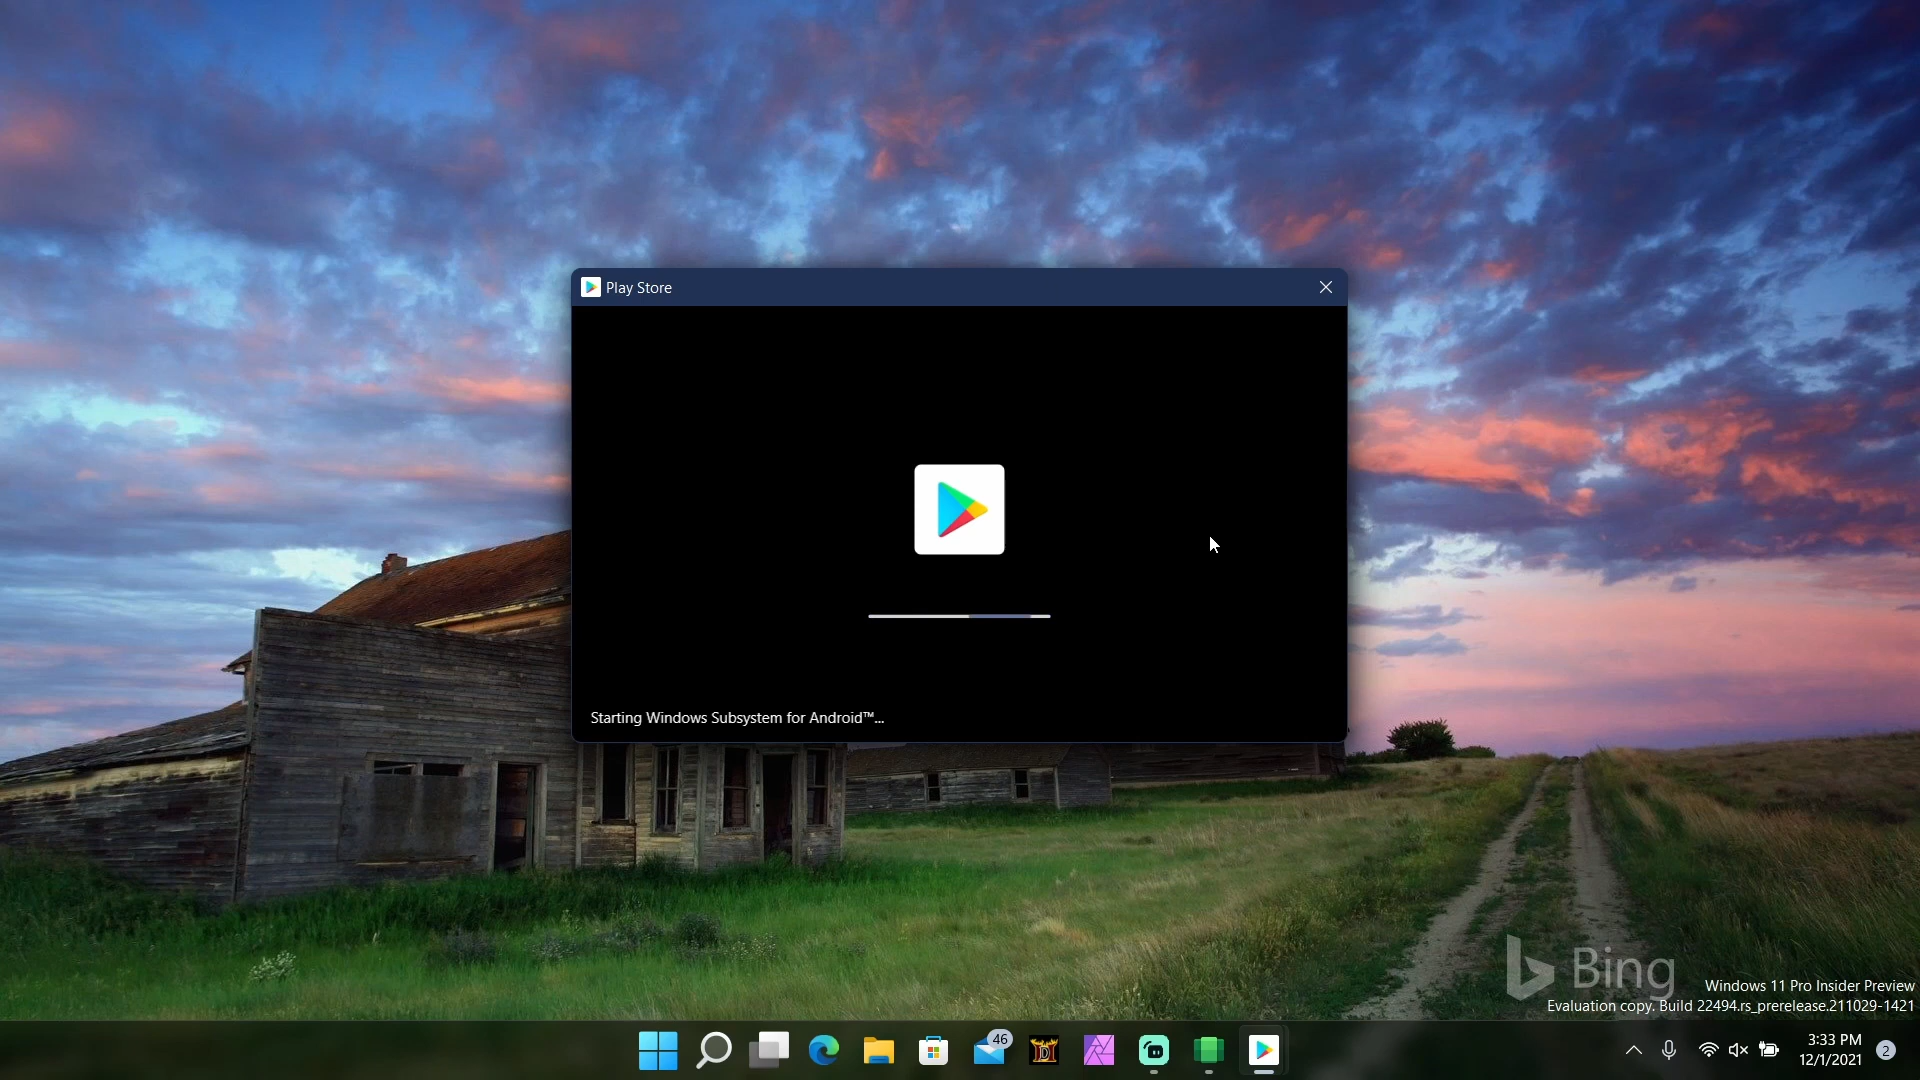 Play Store
Starting Windows Subsystem for Android™...
Bing
Windows 11 Pro Insider Preview
Evaluation copy. Build 22494.rs_prerelease.211029-1421
46
3:33 PM
12/1/2021
2